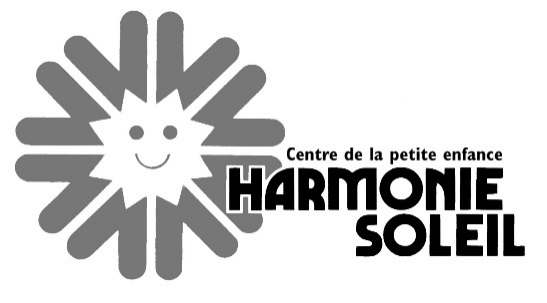 Centre de la petite enfance
HARMONIE
SOLEIL